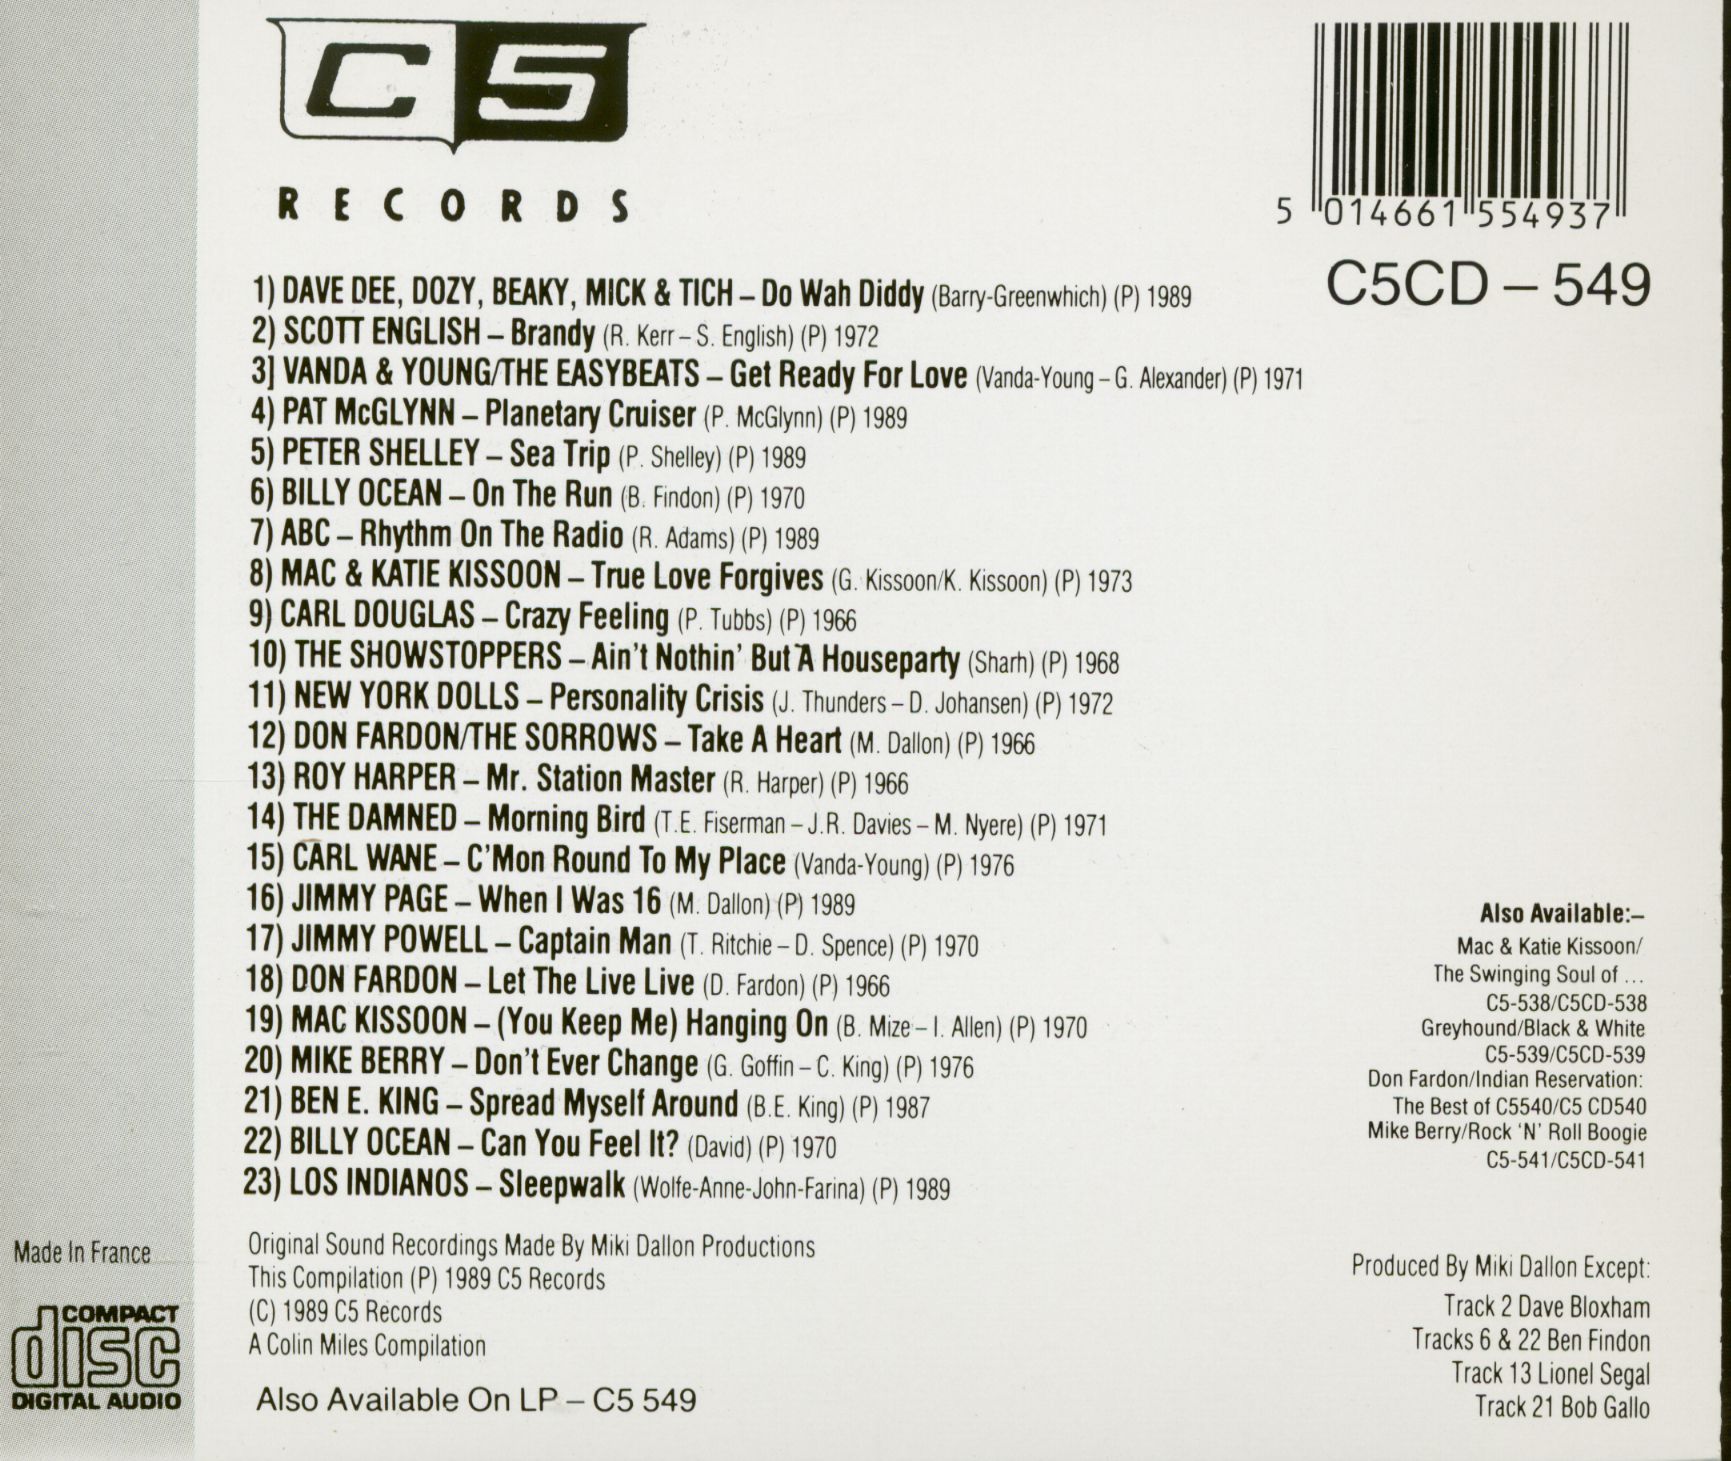 C5
RECORDS
5 014661 554937
C5CD – 549
1) DAVE DEE, DOZY, BEAKY, MICK & TICH – Do Wah Diddy (Barry-Greenwhich) (P) 1989
2) SCOTT ENGLISH – Brandy (R. Kerr – S. English) (P) 1972
3] VANDA & YOUNG/THE EASYBEATS – Get Ready For Love (Vanda-Young – G. Alexander) (P) 1971
4) PAT McGLYNN – Planetary Cruiser (P. McGlynn) (P) 1989
5) PETER SHELLEY – Sea Trip (P. Shelley) (P) 1989
6) BILLY OCEAN – On The Run (B. Findon) (P) 1970
7) ABC – Rhythm On The Radio (R. Adams) (P) 1989
8) MAC & KATIE KISSOON – True Love Forgives (G. Kissoon/K. Kissoon) (P) 1973
9) CARL DOUGLAS – Crazy Feeling (P. Tubbs) (P) 1966
10) THE SHOWSTOPPERS – Ain't Nothin' But A Houseparty (Sharh) (P) 1968
11) NEW YORK DOLLS – Personality Crisis (J. Thunders – D. Johansen) (P) 1972
12) DON FARDON/THE SORROWS – Take A Heart (M. Dallon) (P) 1966
13) ROY HARPER – Mr. Station Master (R. Harper) (P) 1966
14) THE DAMNED – Morning Bird (T.E. Fiserman – J.R. Davies – M. Nyere) (P) 1971
15) CARL WANE – C'Mon Round To My Place (Vanda-Young) (P) 1976
16) JIMMY PAGE – When I Was 16 (M. Dallon) (P) 1989
17) JIMMY POWELL – Captain Man (T. Ritchie – D. Spence) (P) 1970
18) DON FARDON – Let The Live Live (D. Fardon) (P) 1966
19) MAC KISSOON – (You Keep Me) Hanging On (B. Mize – I. Allen) (P) 1970
20) MIKE BERRY – Don't Ever Change (G. Goffin – C. King) (P) 1976
21) BEN E. KING – Spread Myself Around (B.E. King) (P) 1987
22) BILLY OCEAN – Can You Feel It? (David) (P) 1970
23) LOS INDIANOS – Sleepwalk (Wolfe-Anne-John-Farina) (P) 1989
Also Available:–
Mac & Katie Kissoon/
The Swinging Soul of ...
C5-538/C5CD-538
Greyhound/Black & White
C5-539/C5CD-539
Don Fardon/Indian Reservation:
The Best of C5540/C5 CD540
Mike Berry/Rock 'N' Roll Boogie
C5-541/C5CD-541
Original Sound Recordings Made By Miki Dallon Productions
This Compilation (P) 1989 C5 Records
(C) 1989 C5 Records
A Colin Miles Compilation
Also Available On LP – C5 549
Produced By Miki Dallon Except:
Track 2 Dave Bloxham
Tracks 6 & 22 Ben Findon
Track 13 Lionel Segal
Track 21 Bob Gallo
Made In France
COMPACT
disc
DIGITAL AUDIO